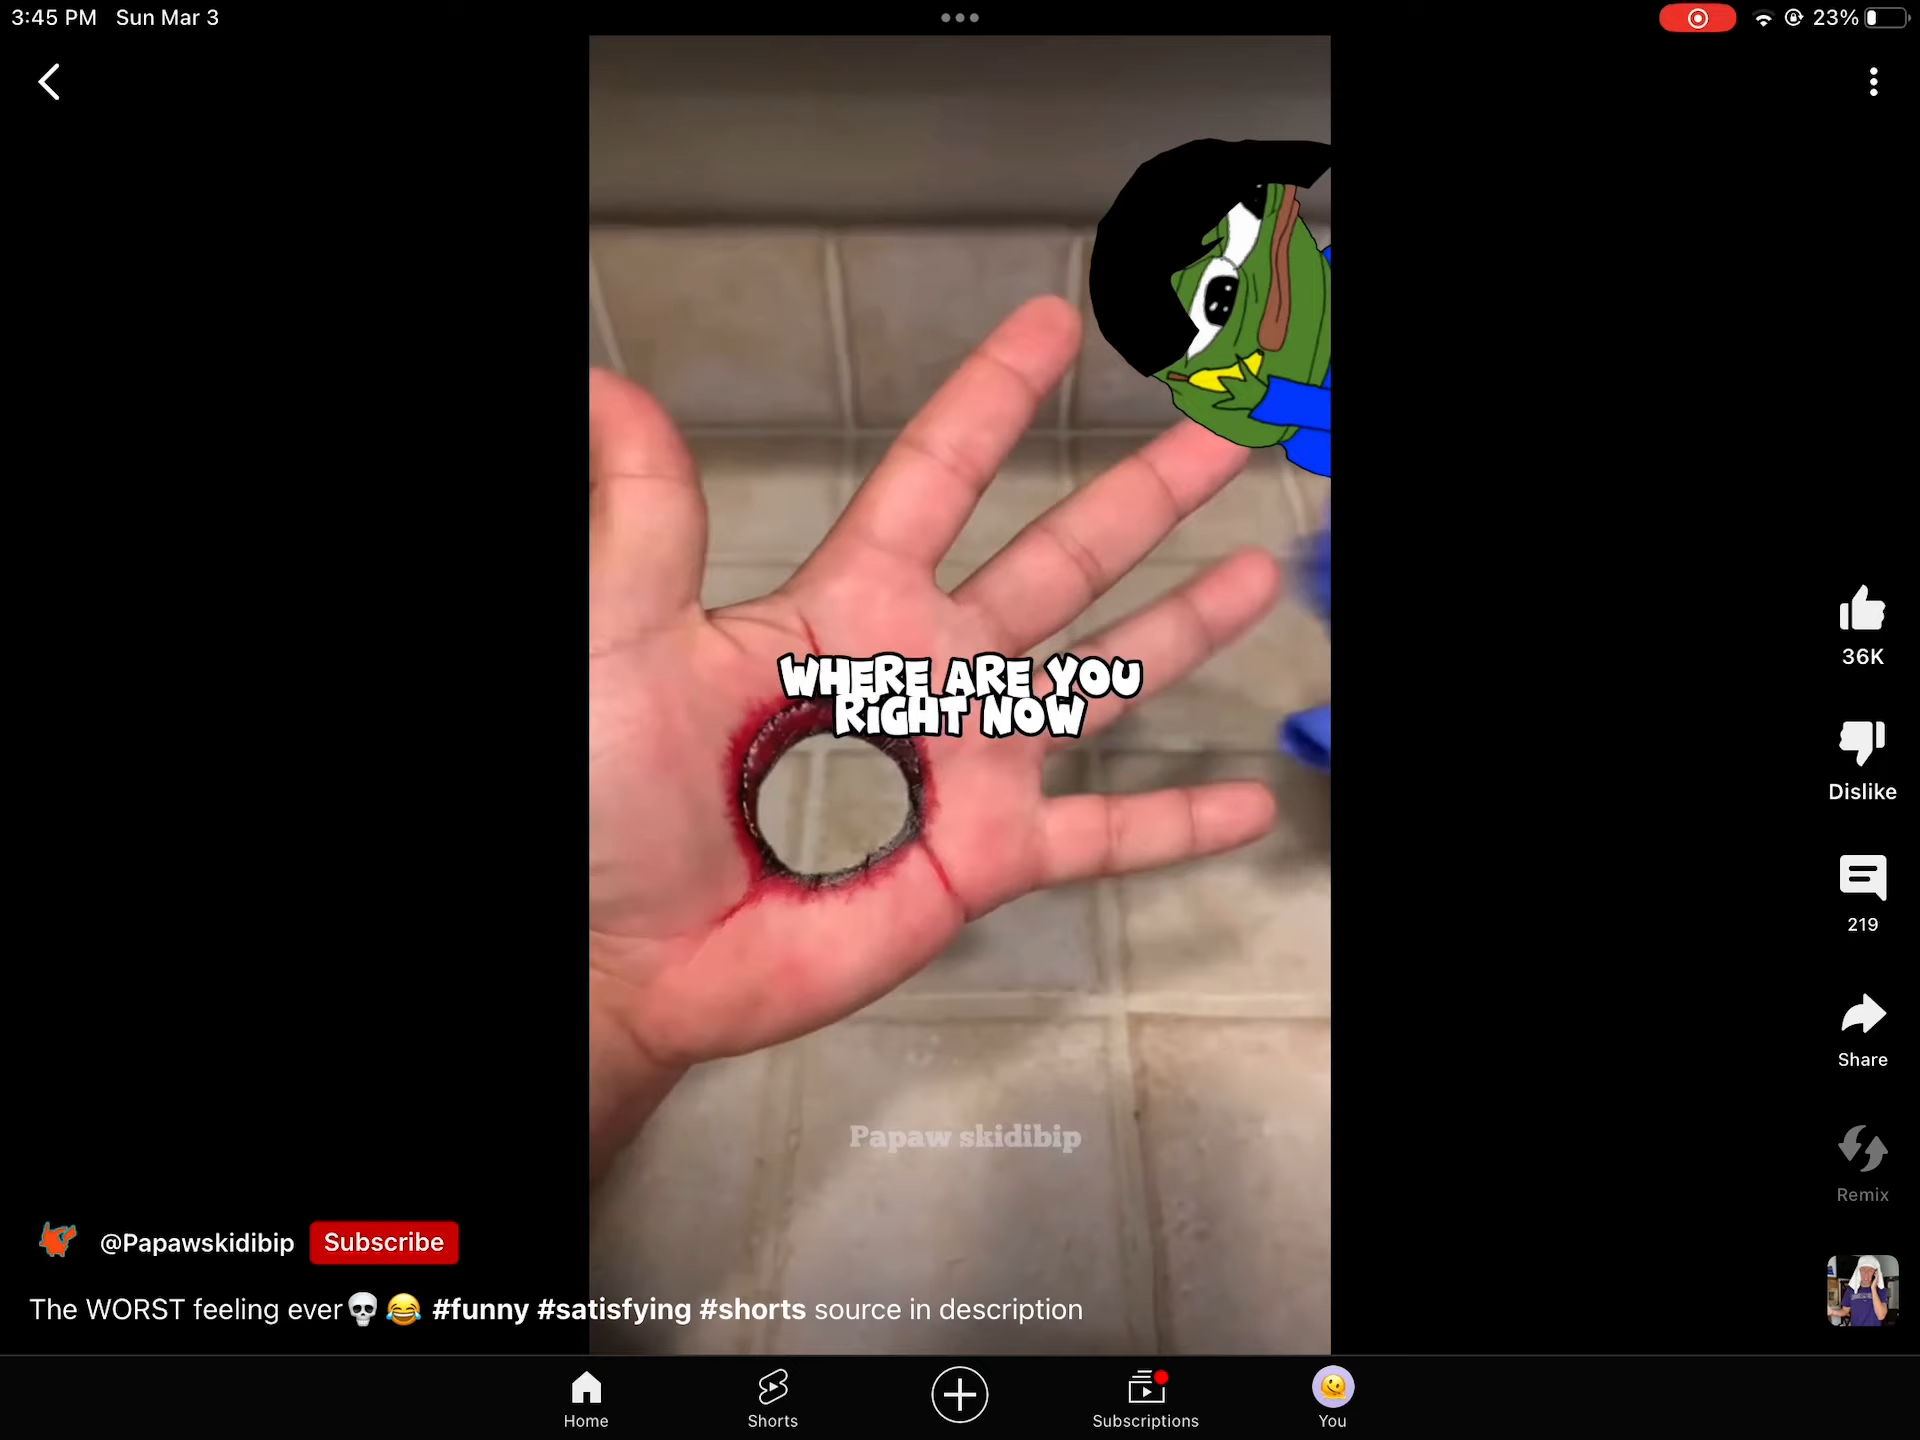 3:45 PM Sun Mar 3
23%
WHERE ARE YOU
RIGHT NOW
36K
Dislike
219
Share
Papaw skidibip
Remix
@Papawskidibip Subscribe
The WORST feeling ever💀😂 #funny #satisfying #shorts source in description
Home Shorts Subscriptions You